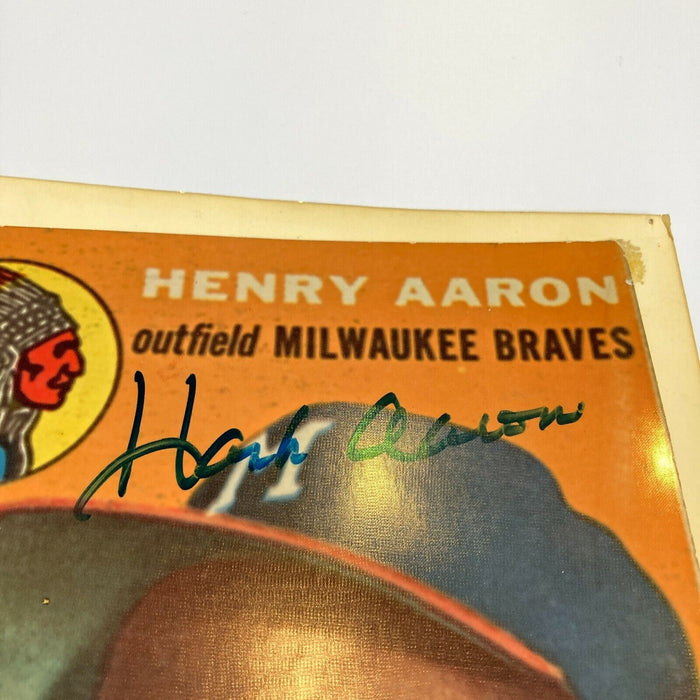 HENRY AARON
outfield MILWAUKEE BRAVES
Hank Aaron
M